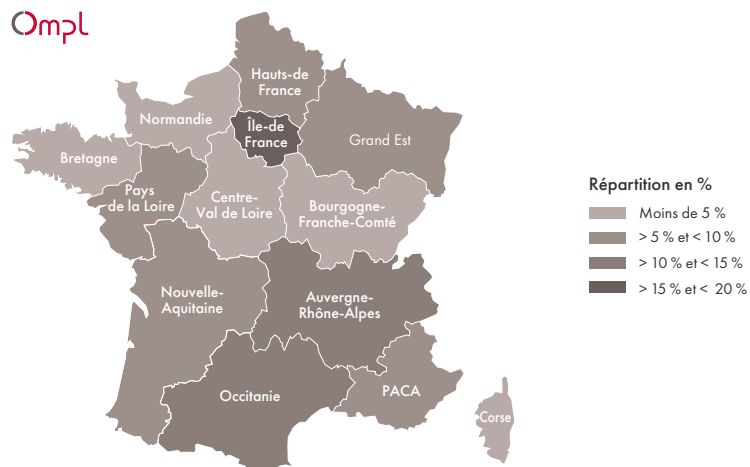 Ompl
Hauts-de
France
Normandie
Île-de
France
Grand Est
Bretagne
Pays
de la Loire
Centre-
Val de Loire
Bourgogne-
Franche-Comté
Nouvelle-
Aquitaine
Auvergne-
Rhône-Alpes
Occitanie
PACA
Corse
Répartition en %
Moins de 5 %
> 5 % et < 10 %
> 10 % et < 15 %
> 15 % et < 20 %